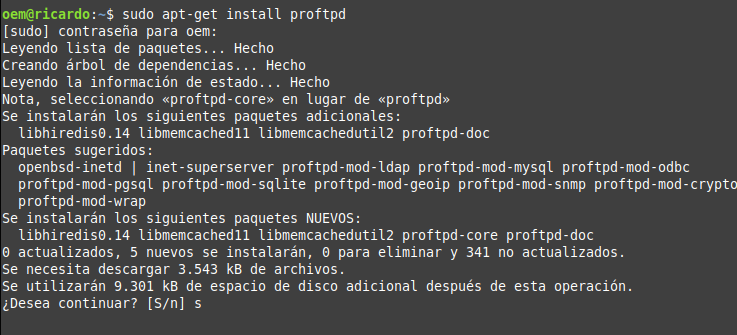 oem@ricardo:~$ sudo apt-get install proftpd
[sudo] contraseña para oem:
Leyendo lista de paquetes... Hecho
Creando árbol de dependencias... Hecho
Leyendo la información de estado... Hecho
Nota, seleccionando «proftpd-core» en lugar de «proftpd»
Se instalarán los siguientes paquetes adicionales:
  libhiredis0.14 libmemcached11 libmemcachedutil2 proftpd-doc
Paquetes sugeridos:
  openbsd-inetd | inet-superserver proftpd-mod-ldap proftpd-mod-mysql proftpd-mod-odbc
  proftpd-mod-pgsql proftpd-mod-sqlite proftpd-mod-geoip proftpd-mod-snmp proftpd-mod-crypto
  proftpd-mod-wrap
Se instalarán los siguientes paquetes NUEVOS:
  libhiredis0.14 libmemcached11 libmemcachedutil2 proftpd-core proftpd-doc
0 actualizados, 5 nuevos se instalarán, 0 para eliminar y 341 no actualizados.
Se necesita descargar 3.543 kB de archivos.
Se utilizarán 9.301 kB de espacio de disco adicional después de esta operación.
¿Desea continuar? [S/n] s